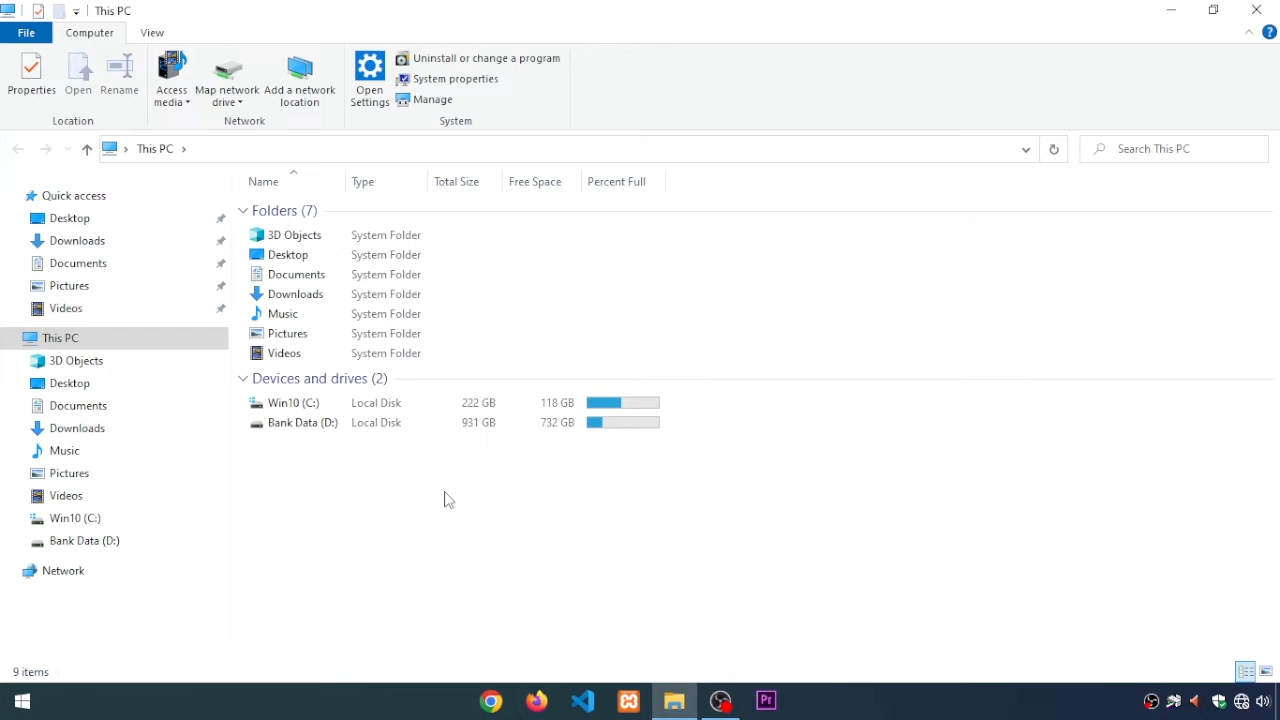 This PC
File Computer View
Properties Open Rename Access media Map network drive Add a network location Open Settings Uninstall or change a program
System properties
Manage
Location Network System
This PC Search This PC
Name Type Total Size Free Space Percent Full
Quick access
Desktop
Downloads
Documents
Pictures
Videos
This PC
3D Objects
Desktop
Documents
Downloads
Music
Pictures
Videos
Win10 (C:)
Bank Data (D:)
Network
Folders (7)
3D Objects System Folder
Desktop System Folder
Documents System Folder
Downloads System Folder
Music System Folder
Pictures System Folder
Videos System Folder
Devices and drives (2)
Win10 (C:) Local Disk 222 GB 118 GB
Bank Data (D:) Local Disk 931 GB 732 GB
9 items
Pr